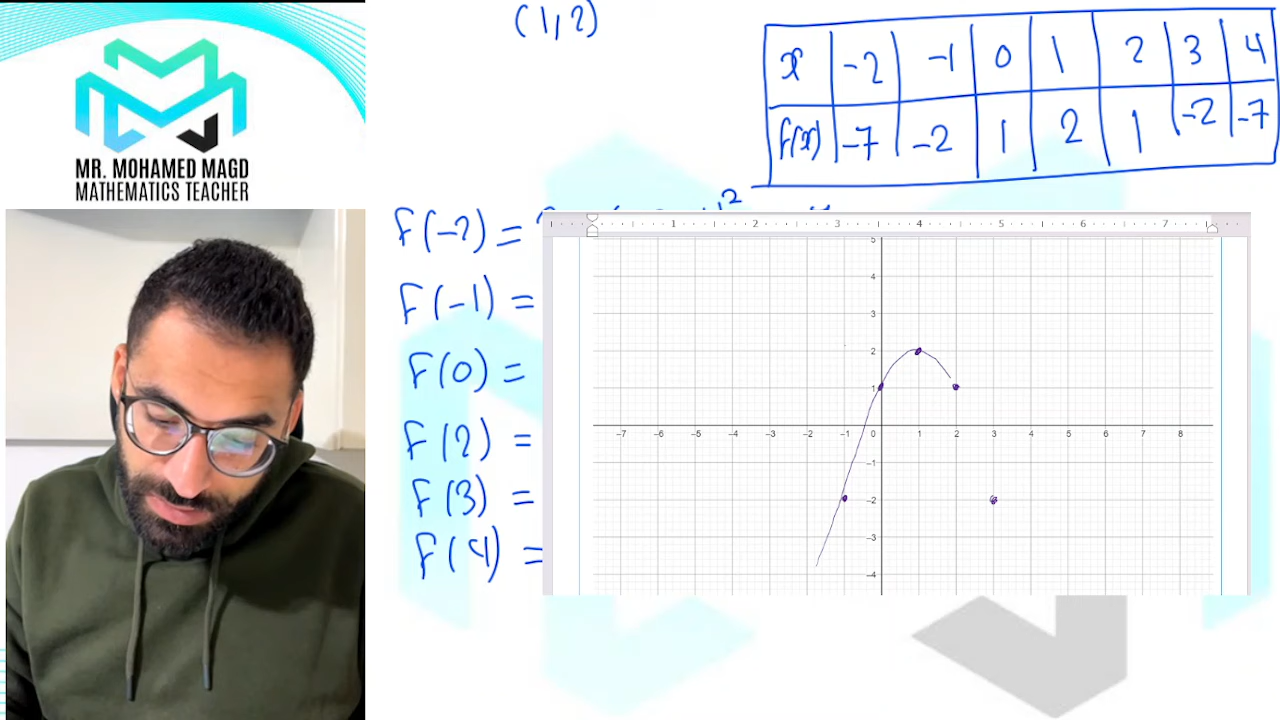 (1,2)
x -2 -1 0 1 2 3 4
f(x) -7 -2 1 2 1 -2 -7
MR. MOHAMED MAGD
MATHEMATICS TEACHER
f(-2) =
f(-1) =
f(0) =
f(2) =
f(3) =
f(4) =
1 1 2 3 4 5 6 7
5
4
3
2
1
-7 -6 -5 -4 -3 -2 -1 0 1 2 3 4 5 6 7 8
-1
-2
-3
-4